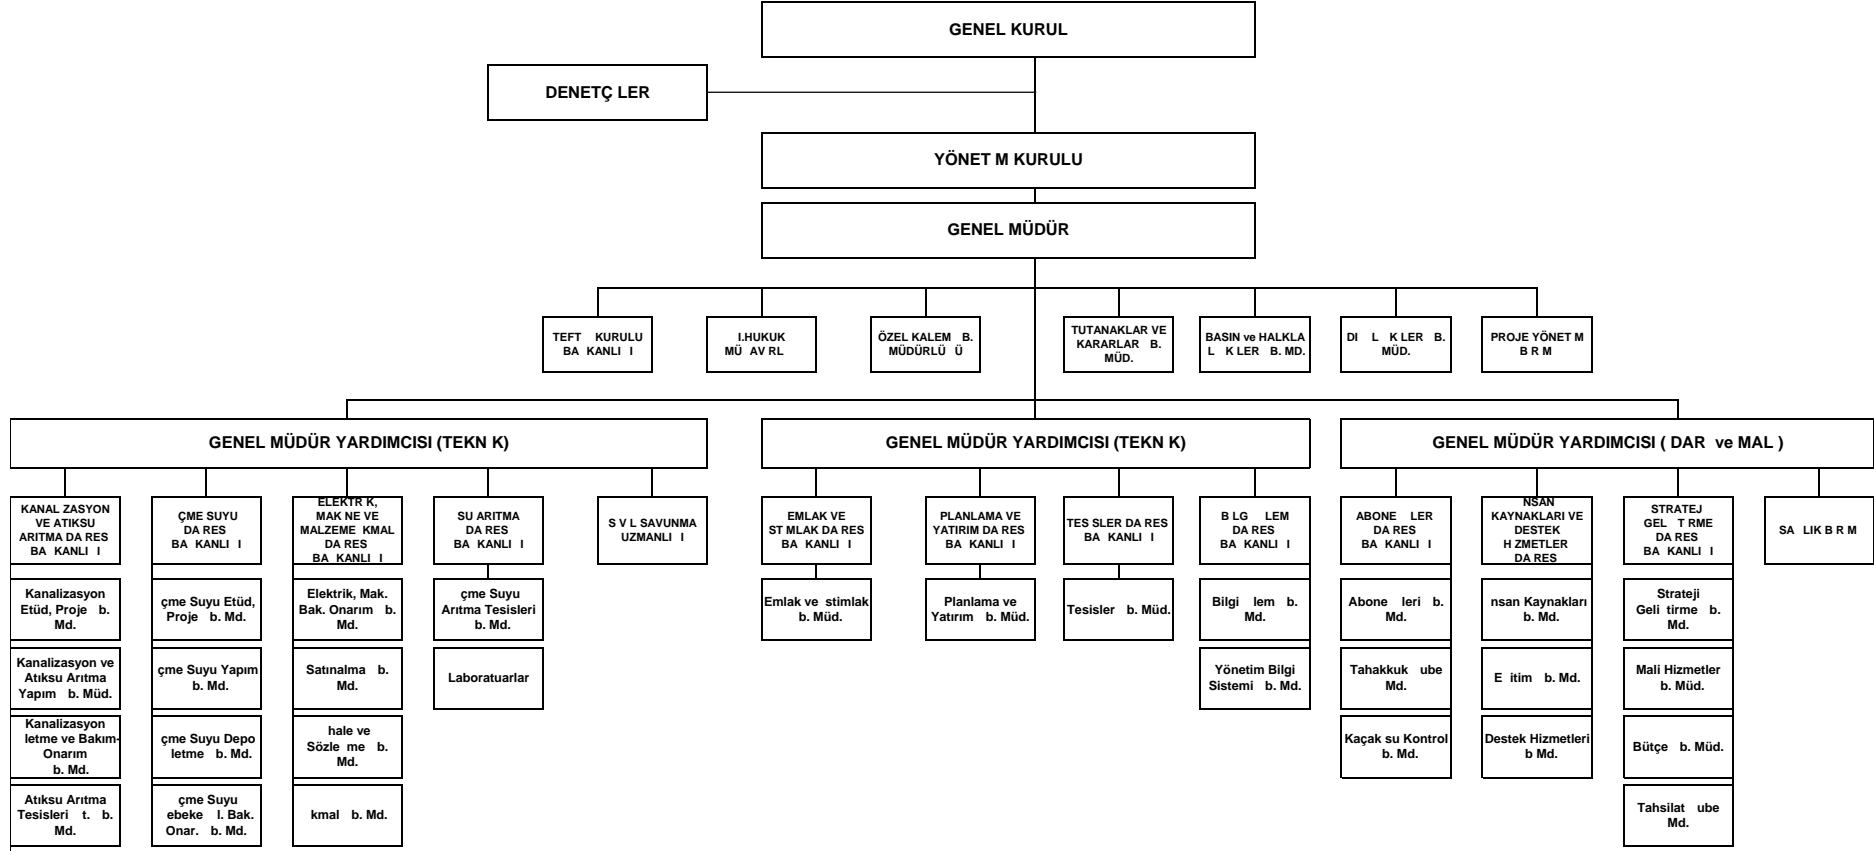 GENEL KURUL
DENETÇ LER
YÖNET M KURULU
GENEL MÜDÜR
TEFT KURULU
BA KANLI I
I.HUKUK
MÜ AV RL
ÖZEL KALEM B.
MÜDÜRLÜ Ü
TUTANAKLAR VE
KARARLAR B.
MÜD.
BASIN ve HALKLA
L K LER B. MD.
DI L K LER B.
MÜD.
PROJE YÖNET M
B R M
GENEL MÜDÜR YARDIMCISI (TEKN K)
GENEL MÜDÜR YARDIMCISI (TEKN K)
GENEL MÜDÜR YARDIMCISI ( DAR ve MAL )
KANAL ZASYON
VE ATIKSU
ARITMA DA RES
BA KANLI I
ÇME SUYU
DA RES
BA KANLI I
ELEKTR K,
MAK NE VE
MALZEME KMAL
DA RES
BA KANLI I
SU ARITMA
DA RES
BA KANLI I
S V L SAVUNMA
UZMANLI I
EMLAK VE
ST MLAK DA RES
BA KANLI I
PLANLAMA VE
YATIRIM DA RES
BA KANLI I
TES SLER DA RES
BA KANLI I
B LG LEM
DA RES
BA KANLI I
ABONE LER
DA RES
BA KANLI I
NSAN
KAYNAKLARI VE
DESTEK
H ZMETLER
DA RES
STRATEJ
GEL T RME
DA RES
BA KANLI I
SA LIK B R M
Kanalizasyon
Etüd, Proje b.
Md.
çme Suyu Etüd,
Proje b. Md.
Elektrik, Mak.
Bak. Onarım b.
Md.
çme Suyu
Arıtma Tesisleri
b. Md.
Emlak ve stimlak
b. Müd.
Planlama ve
Yatırım b. Müd.
Tesisler b. Müd.
Bilgi lem b.
Md.
Abone leri b.
Md.
nsan Kaynakları
b. Md.
Strateji
Geli tirme b.
Md.
Kanalizasyon ve
Atıksu Arıtma
Yapım b. Müd.
çme Suyu Yapım
b. Md.
Satınalma b.
Md.
Laboratuarlar
Yönetim Bilgi
Sistemi b. Md.
Tahakkuk ube
Md.
E itim b. Md.
Mali Hizmetler
b. Müd.
Kanalizasyon
letme ve Bakım-
Onarım
b. Md.
çme Suyu Depo
letme b. Md.
hale ve
Sözle me b.
Md.
Kaçak su Kontrol
b. Md.
Destek Hizmetleri
b Md.
Bütçe b. Müd.
Atıksu Arıtma
Tesisleri t. b.
Md.
çme Suyu
ebeke I. Bak.
Onar. b. Md.
kmal b. Md.
Tahsilat ube
Md.